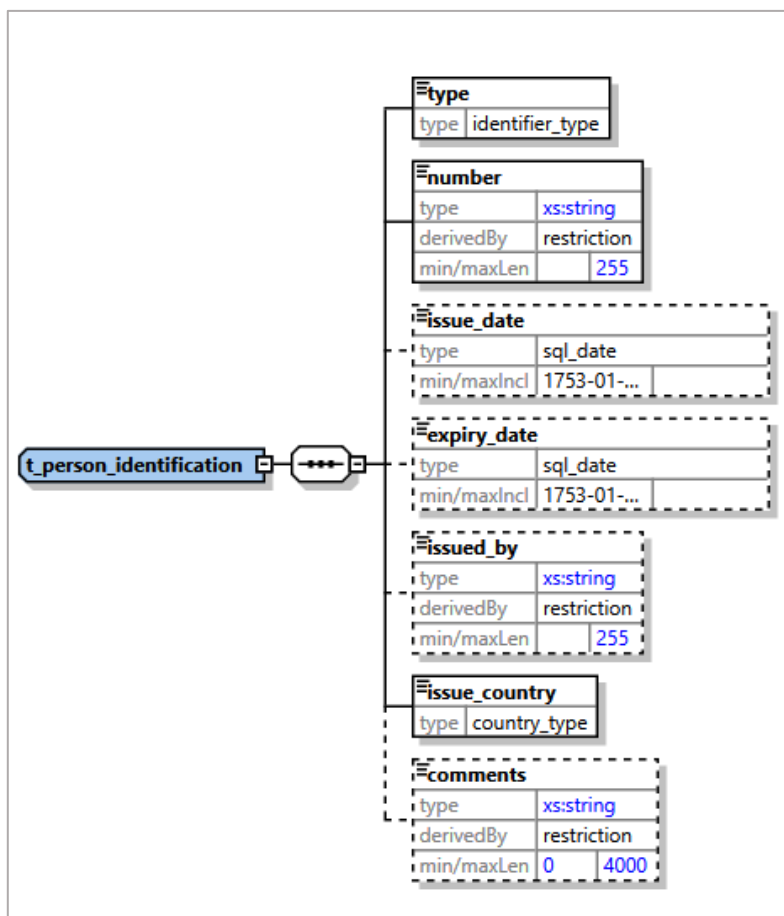 type
type identifier_type
number
type xs:string
derivedBy restriction
min/maxLen 255
issue_date
type sql_date
min/maxIncl 1753-01-...
expiry_date
type sql_date
min/maxIncl 1753-01-...
t_person_identification
issued_by
type xs:string
derivedBy restriction
min/maxLen 255
issue_country
type country_type
comments
type xs:string
derivedBy restriction
min/maxLen 0 4000